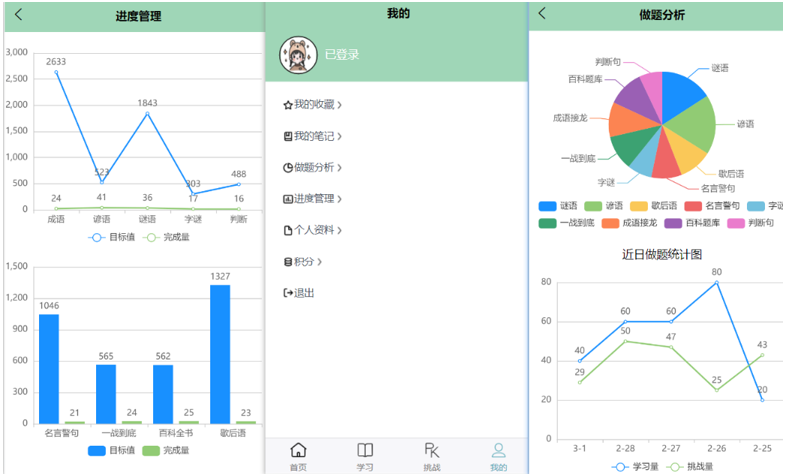 进度管理
3,000
2,500
2,000
1,500
1,000
500
0
2633
523
1843
303
488
24
41
36
17
16
成语
谚语
谜语
字谜
判断
目标值
完成量
1,500
1,200
900
600
300
0
1046
21
565
24
562
25
1327
23
名言警句
一战到底
百科全书
歇后语
目标值
完成量
我的
已登录
我的收藏
我的笔记
做题分析
进度管理
个人资料
积分
退出
首页
学习
挑战
我的
做题分析
判断句
谜语
百科题库
成语接龙
谚语
一战到底
歇后语
字谜
名言警句
谜语 谚语 歇后语 名言警句 字谜
一战到底 成语接龙 百科题库 判断句
近日做题统计图
80
60
40
20
0
40
60
60
80
20
29
50
47
25
43
3-1
2-28
2-27
2-26
2-25
学习量
挑战量